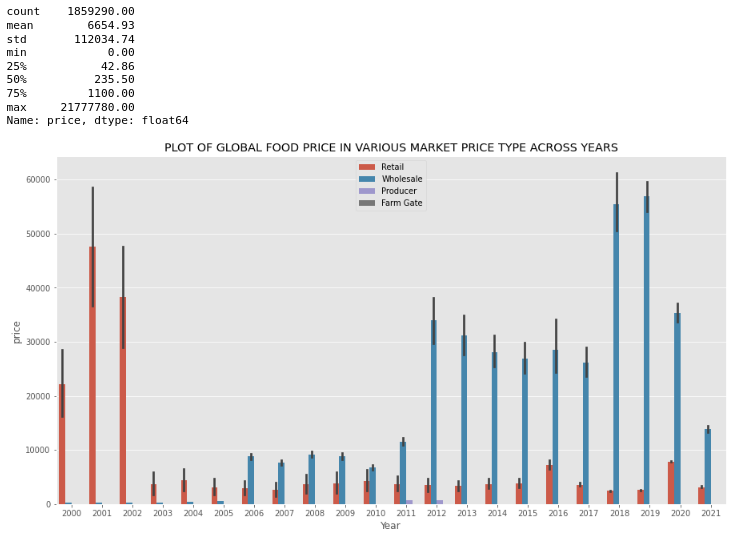 count    1859290.00
mean        6654.93
std       112034.74
min            0.00
25%           42.86
50%          235.50
75%         1100.00
max     21777780.00
Name: price, dtype: float64
PLOT OF GLOBAL FOOD PRICE IN VARIOUS MARKET PRICE TYPE ACROSS YEARS
Retail
Wholesale
Producer
Farm Gate
60000
50000
40000
30000
20000
10000
0
price
2000 2001 2002 2003 2004 2005 2006 2007 2008 2009 2010 2011 2012 2013 2014 2015 2016 2017 2018 2019 2020 2021
Year